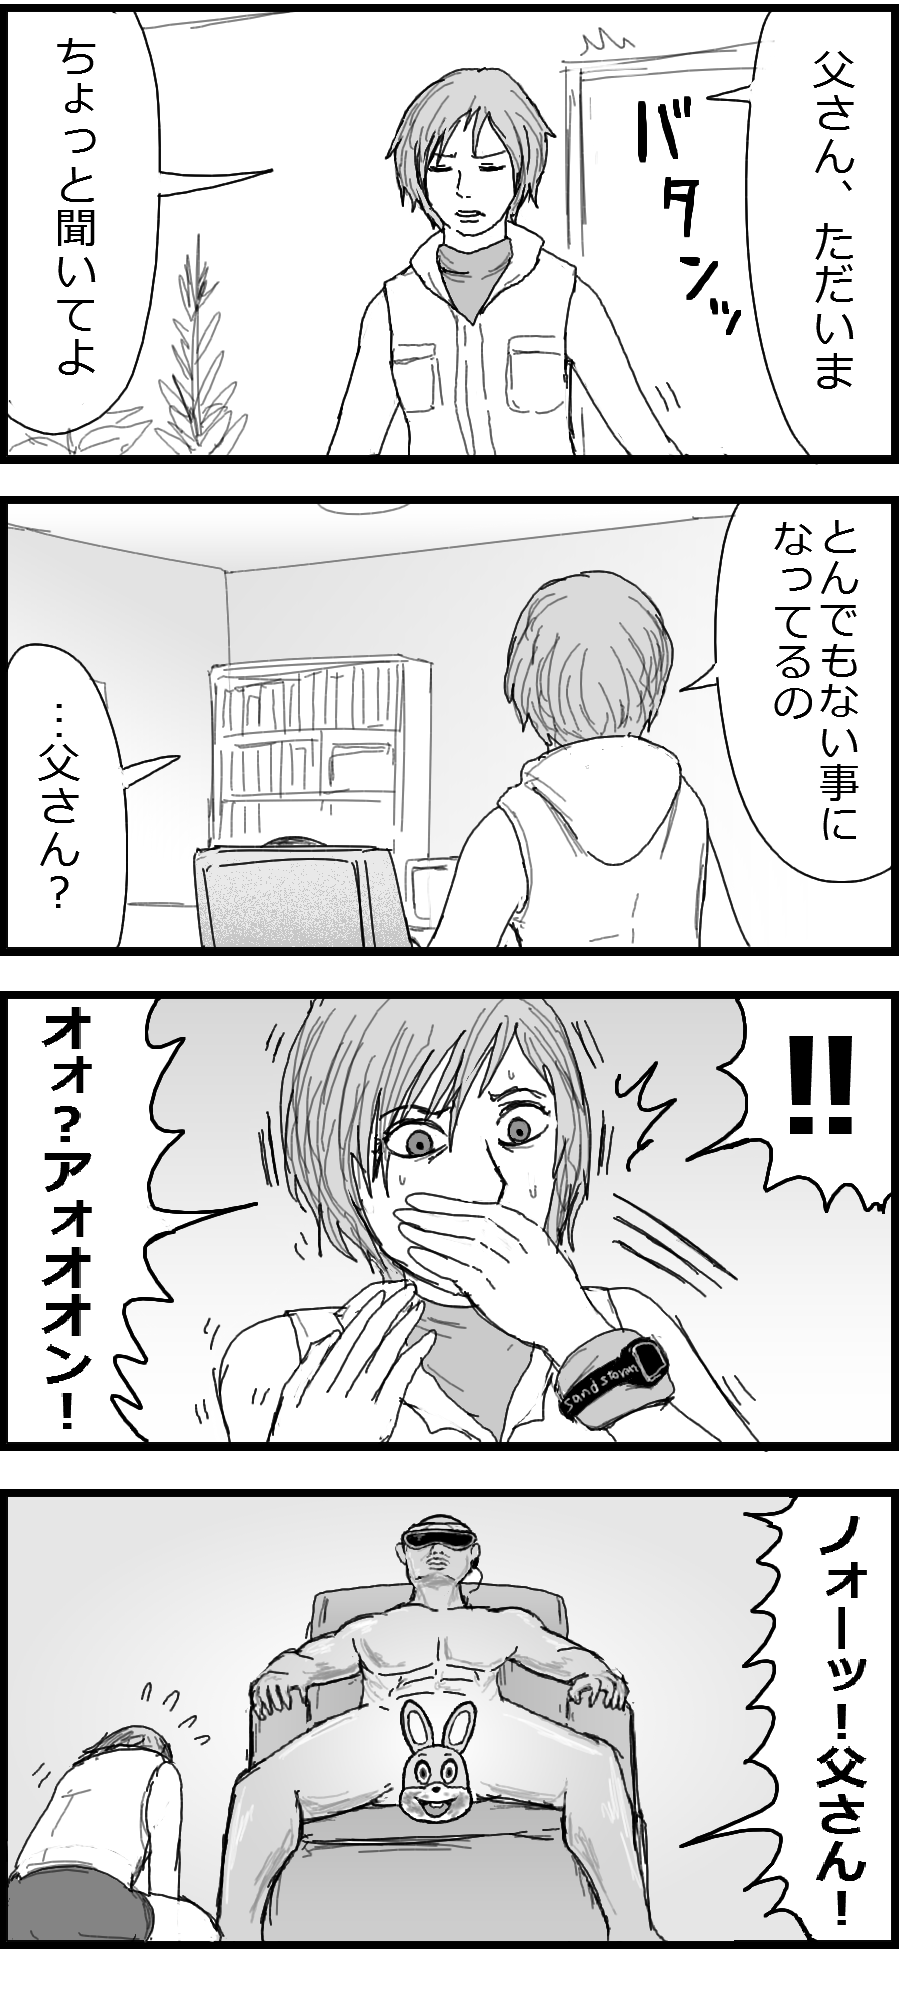 父さん、ただいま
バタンッ
ちょっと聞いてよ
とんでもない事に
なってるの
…父さん?
!!
オォ?アォオオン!
sandstorom
ノォーッ!父さん!